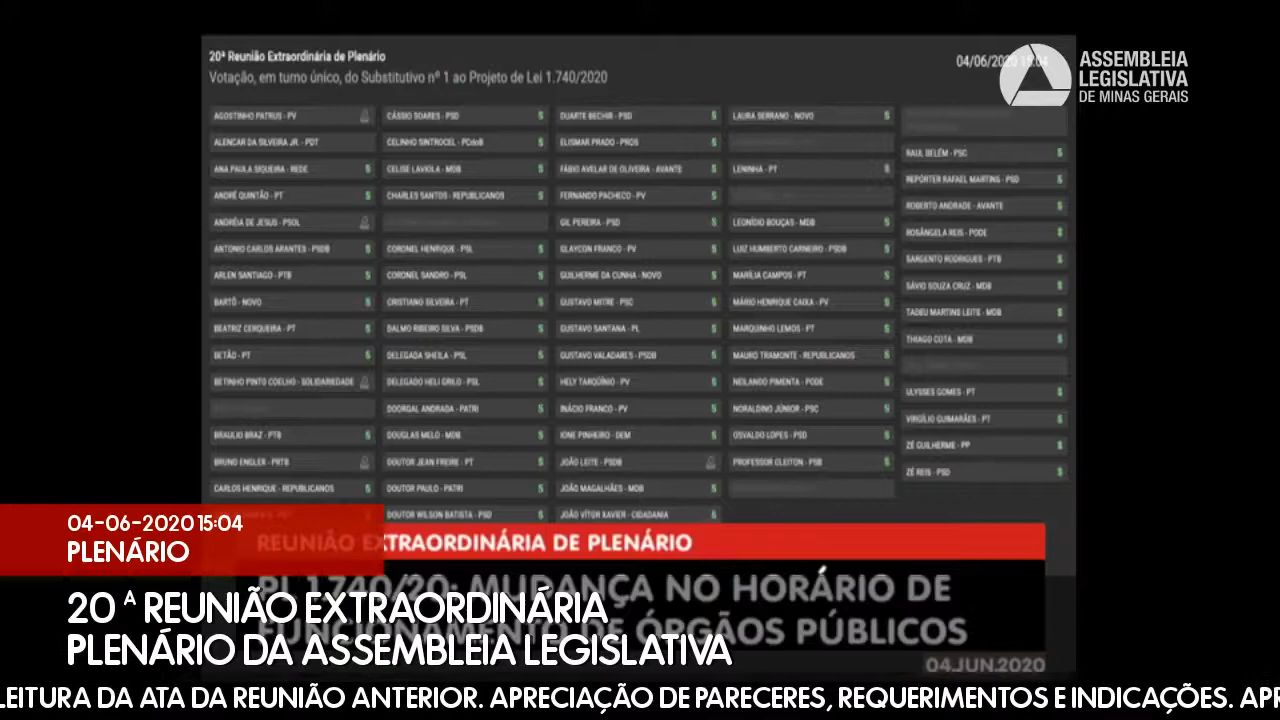 20ª Reunião Extraordinária de Plenário
Votação, em turno único, do Substitutivo nº 1 ao Projeto de Lei 1.740/2020
04/06/2020 15:04
ASSEMBLEIA
LEGISLATIVA
DE MINAS GERAIS
AGOSTINHO PATRUS - PV
ALENCAR DA SILVEIRA JR. - PDT
ANA PAULA SIQUEIRA - REDE S
ANDRÉ QUINTÃO - PT S
ANDRÉIA DE JESUS - PSOL
ANTONIO CARLOS ARANTES - PSDB S
ARLEN SANTIAGO - PTB S
BARTÔ - NOVO S
BEATRIZ CERQUEIRA - PT S
BETÃO - PT S
BETINHO PINTO COELHO - SOLIDARIEDADE
BRAULIO BRAZ - PTB S
BRUNO ENGLER - PRTB
CARLOS HENRIQUE - REPUBLICANOS S
CÁSSIO SOARES - PSD S
CELINHO SINTROCEL - PCdoB S
CELISE LAVIOLA - MDB S
CHARLES SANTOS - REPUBLICANOS S
CORONEL HENRIQUE - PSL S
CORONEL SANDRO - PSL S
CRISTIANO SILVEIRA - PT S
DALMO RIBEIRO SILVA - PSDB S
DELEGADA SHEILA - PSL S
DELEGADO HELI GRILO - PSL S
DOORGAL ANDRADA - PATRI S
DOUGLAS MELO - MDB S
DOUTOR JEAN FREIRE - PT S
DOUTOR PAULO - PATRI S
DOUTOR WILSON BATISTA - PSD S
DUARTE BECHIR - PSD S
ELISMAR PRADO - PROS S
FÁBIO AVELAR DE OLIVEIRA - AVANTE S
FERNANDO PACHECO - PV S
GIL PEREIRA - PSD S
GLAYCON FRANCO - PV S
GUILHERME DA CUNHA - NOVO S
GUSTAVO MITRE - PSC S
GUSTAVO SANTANA - PL S
GUSTAVO VALADARES - PSDB S
HELY TARQÜÍNIO - PV S
INÁCIO FRANCO - PV S
IONE PINHEIRO - DEM S
JOÃO LEITE - PSDB
JOÃO MAGALHÃES - MDB S
JOÃO VÍTOR XAVIER - CIDADANIA S
LAURA SERRANO - NOVO S
LENINHA - PT S
LEONÍDIO BOUÇAS - MDB S
LUIZ HUMBERTO CARNEIRO - PSDB S
MARÍLIA CAMPOS - PT S
MÁRIO HENRIQUE CAIXA - PV S
MARQUINHO LEMOS - PT S
MAURO TRAMONTE - REPUBLICANOS S
NEILANDO PIMENTA - PODE S
NORALDINO JÚNIOR - PSC S
OSVALDO LOPES - PSD S
PROFESSOR CLEITON - PSB S
RAUL BELÉM - PSC S
REPÓRTER RAFAEL MARTINS - PSD S
ROBERTO ANDRADE - AVANTE S
ROSÂNGELA REIS - PODE S
SARGENTO RODRIGUES - PTB S
SÁVIO SOUZA CRUZ - MDB S
TADEU MARTINS LEITE - MDB S
THIAGO COTA - MDB S
ULYSSES GOMES - PT S
VIRGÍLIO GUIMARÃES - PT S
ZÉ GUILHERME - PP S
ZÉ REIS - PSD S
REUNIÃO EXTRAORDINÁRIA DE PLENÁRIO
PL 1.740/20: MUDANÇA NO HORÁRIO DE
FUNCIONAMENTO DE ÓRGÃOS PÚBLICOS
04.JUN.2020
04-06-2020 15:04
PLENÁRIO
20 ª REUNIÃO EXTRAORDINÁRIA
PLENÁRIO DA ASSEMBLEIA LEGISLATIVA
LEITURA DA ATA DA REUNIÃO ANTERIOR. APRECIAÇÃO DE PARECERES, REQUERIMENTOS E INDICAÇÕES. APR